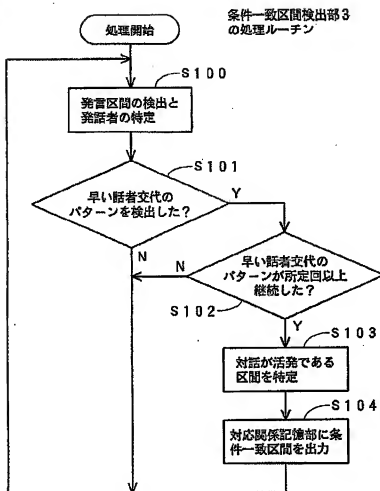 条件一致区間検出部3
の処理ルーチン
処理開始
S100
発言区間の検出と
発話者の特定
S101
早い話者交代の
パターンを検出した?
Y
N
早い話者交代の
パターンが所定回以上
継続した?
N
S102
Y
S103
対話が活発である
区間を特定
S104
対応関係記憶部に条
件一致区間を出力